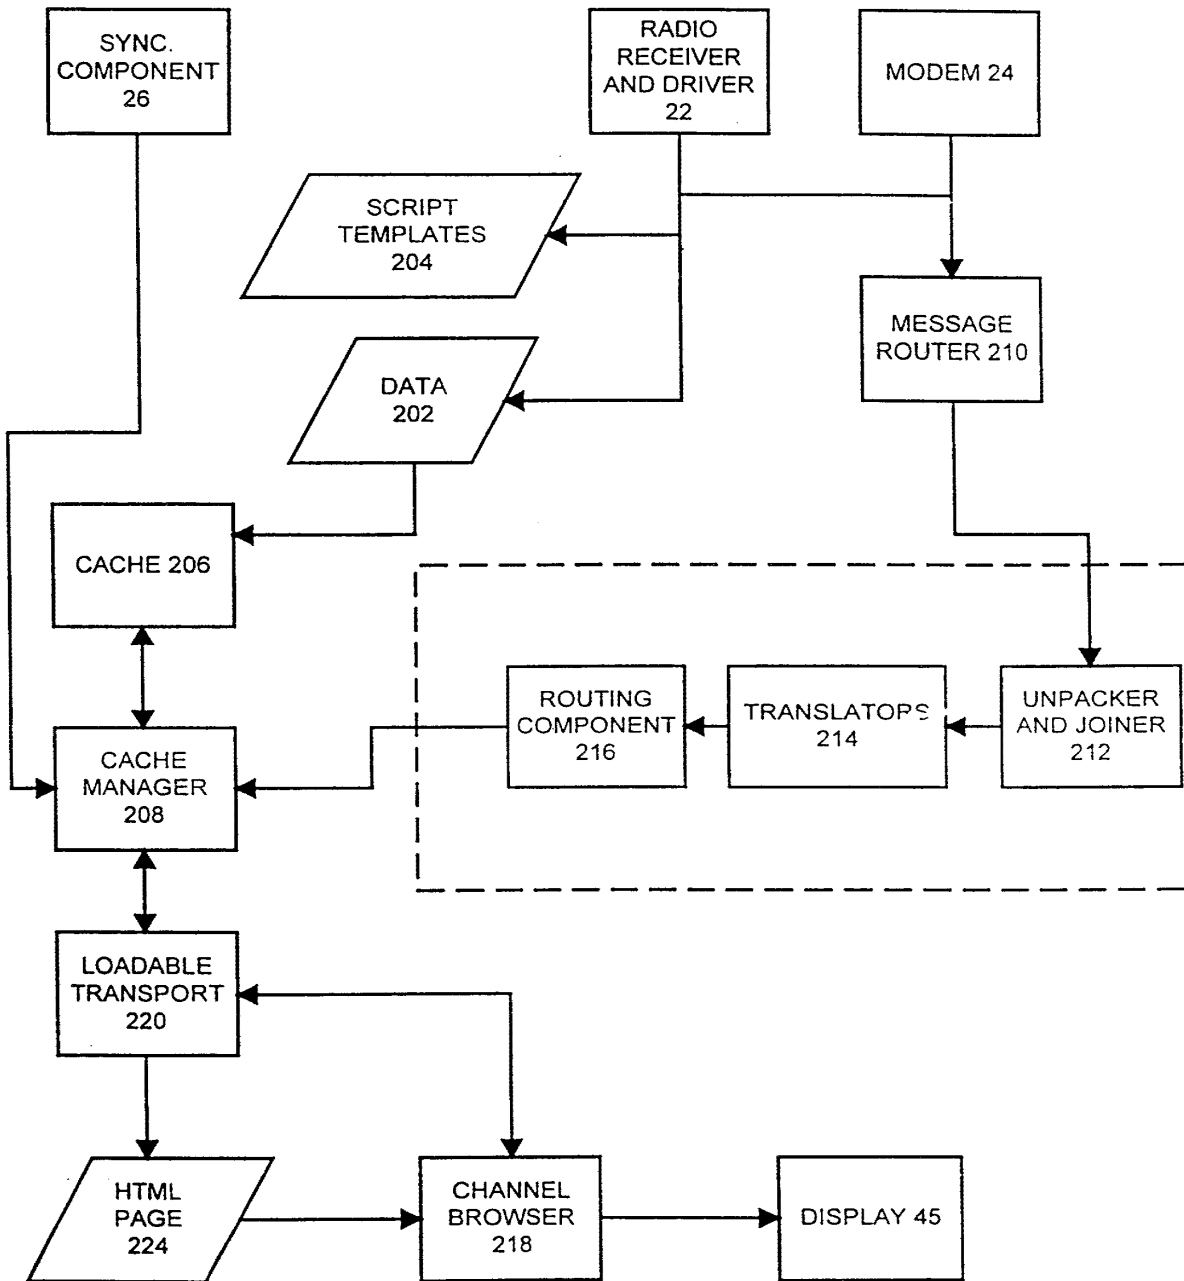 SYNC.
COMPONENT
26
RADIO
RECEIVER
AND DRIVER
22
MODEM 24
SCRIPT
TEMPLATES
204
MESSAGE
ROUTER 210
DATA
202
CACHE 206
ROUTING
COMPONENT
216
TRANSLATOPS
214
UNPACKER
AND JOINER
212
CACHE
MANAGER
208
LOADABLE
TRANSPORT
220
HTML
PAGE
224
CHANNEL
BROWSER
218
DISPLAY 45